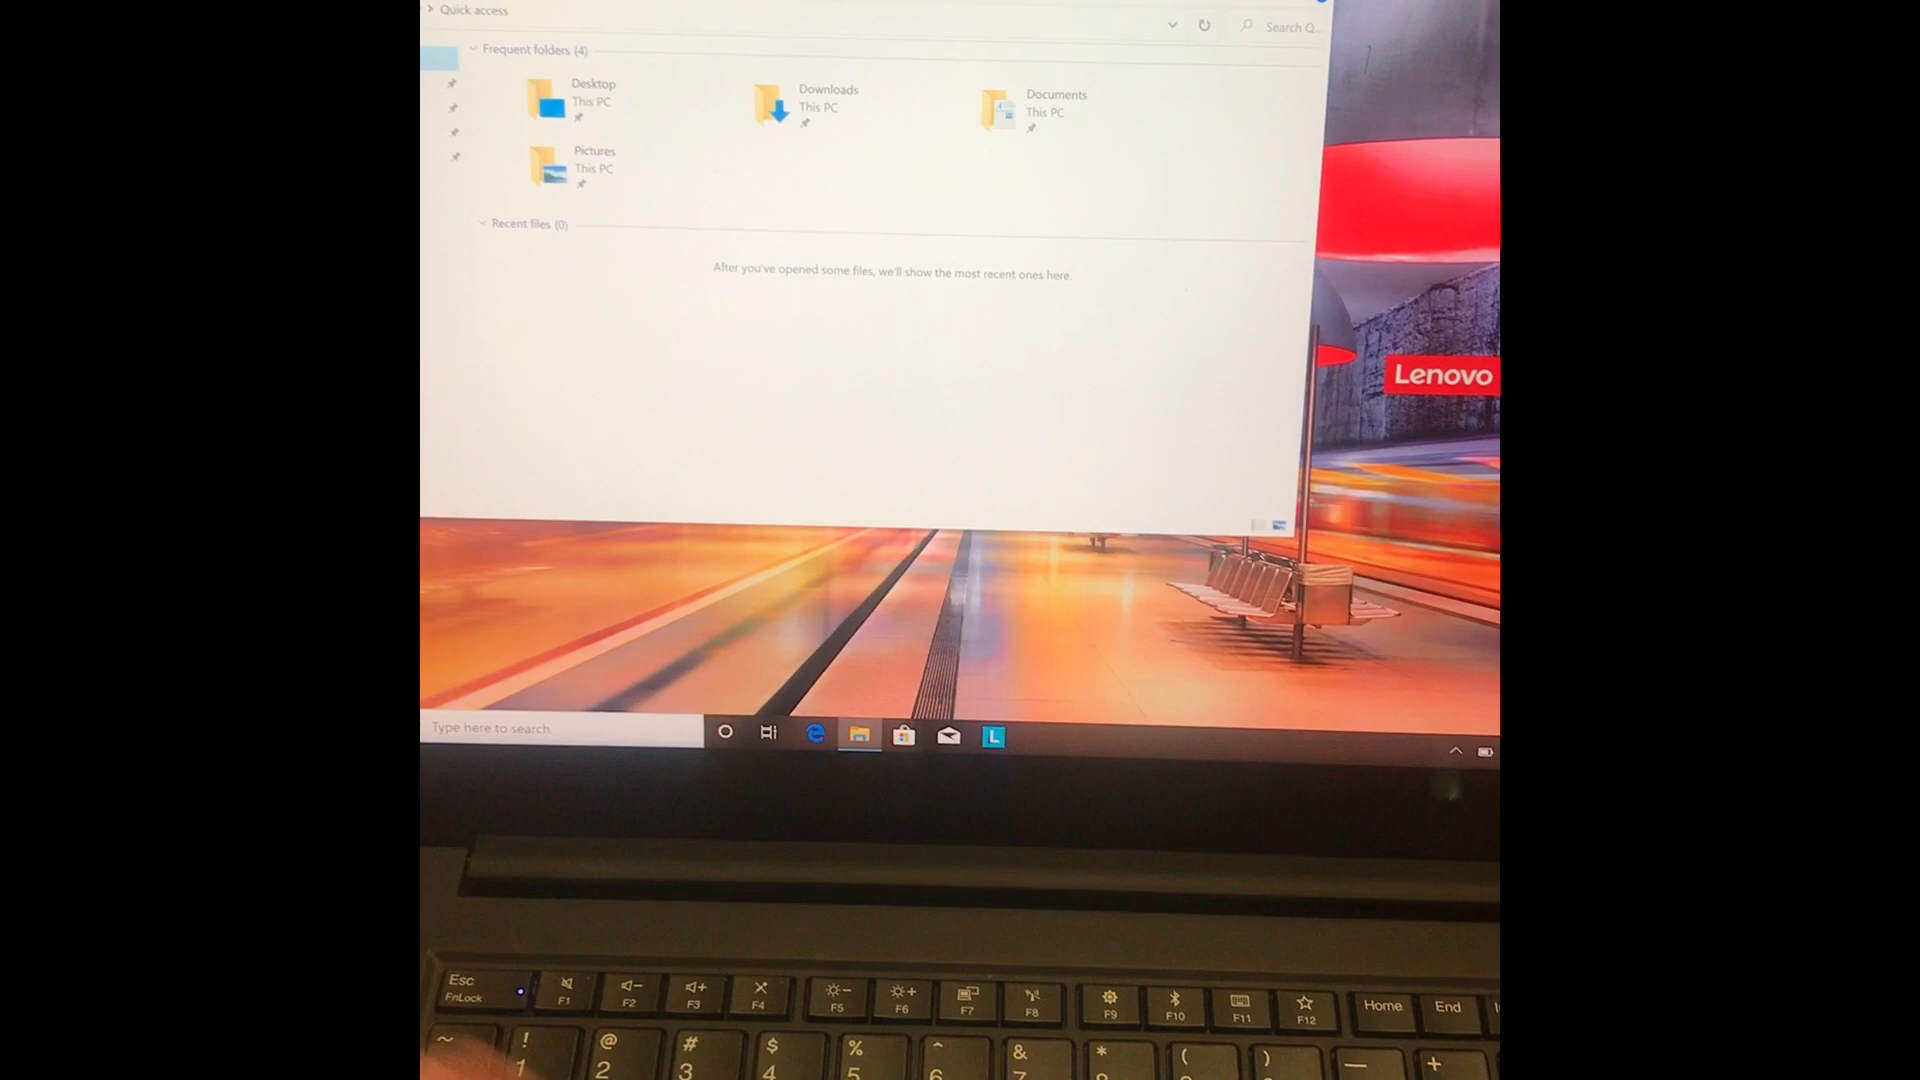 Quick access
Search Q...
Frequent folders (4)
Desktop
This PC
Downloads
This PC
Documents
This PC
Pictures
This PC
Recent files (0)
After you've opened some files, we'll show the most recent ones here.
Lenovo
Type here to search
L
Esc
FnLock
F1
F2
F3
F4
F5
F6
F7
F8
F9
F10
F11
F12
Home
End
~
! 1
@ 2
# 3
$ 4
% 5
^ 6
& 7
*
(
)
—
+